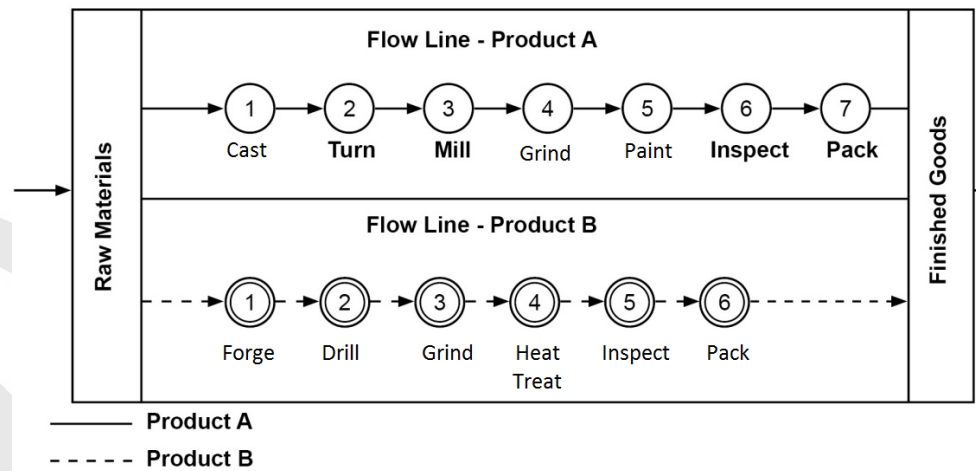 Flow Line - Product A
Raw Materials
1 2 3 4 5 6 7
Cast Turn Mill Grind Paint Inspect Pack
Finished Goods
Flow Line - Product B
1 2 3 4 5 6
Forge Drill Grind Heat Inspect Pack
Treat
Product A
Product B